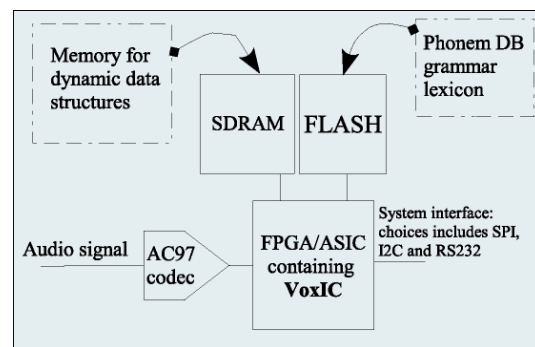 Memory for
dynamic data
structures
Phonem DB
grammar
lexicon
SDRAM
FLASH
System interface:
choices includes SPI,
I2C and RS232
Audio signal
AC97
codec
FPGA/ASIC
containing
VoxIC